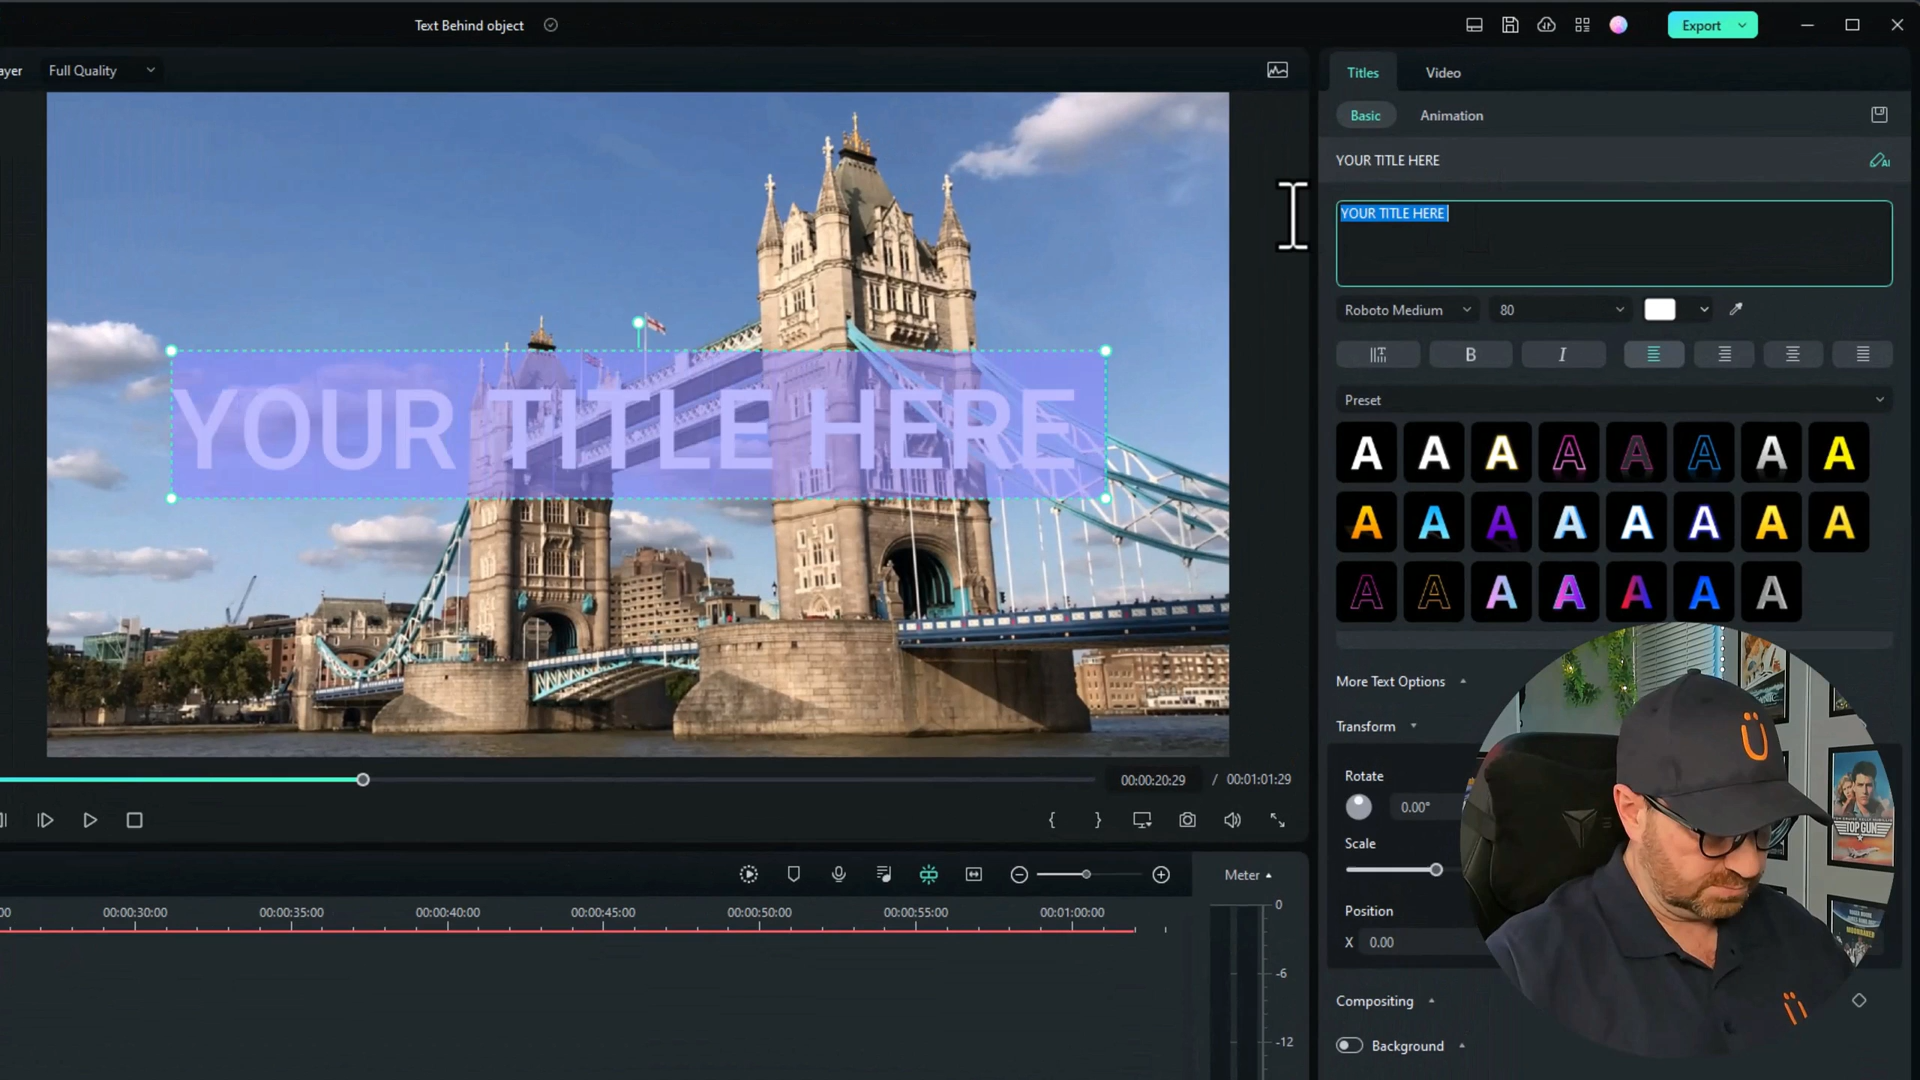 Text Behind object
Export
ayer
Full Quality
Titles
Video
Basic
Animation
YOUR TITLE HERE
YOUR TITLE HERE
YOUR TITLE HERE
Roboto Medium
80
B
I
Preset
A A A A A A A A
A A A A A A A A
A A A A A A A
More Text Options
Transform
Rotate
0.00°
Scale
Position
X 0.00
Compositing
Background
TOP GUN
MOONRAKER
00:00:20:29 / 00:01:01:29
Meter
00 00:00:30:00 00:00:35:00 00:00:40:00 00:00:45:00 00:00:50:00 00:00:55:00 00:01:00:00
0
-6
-12